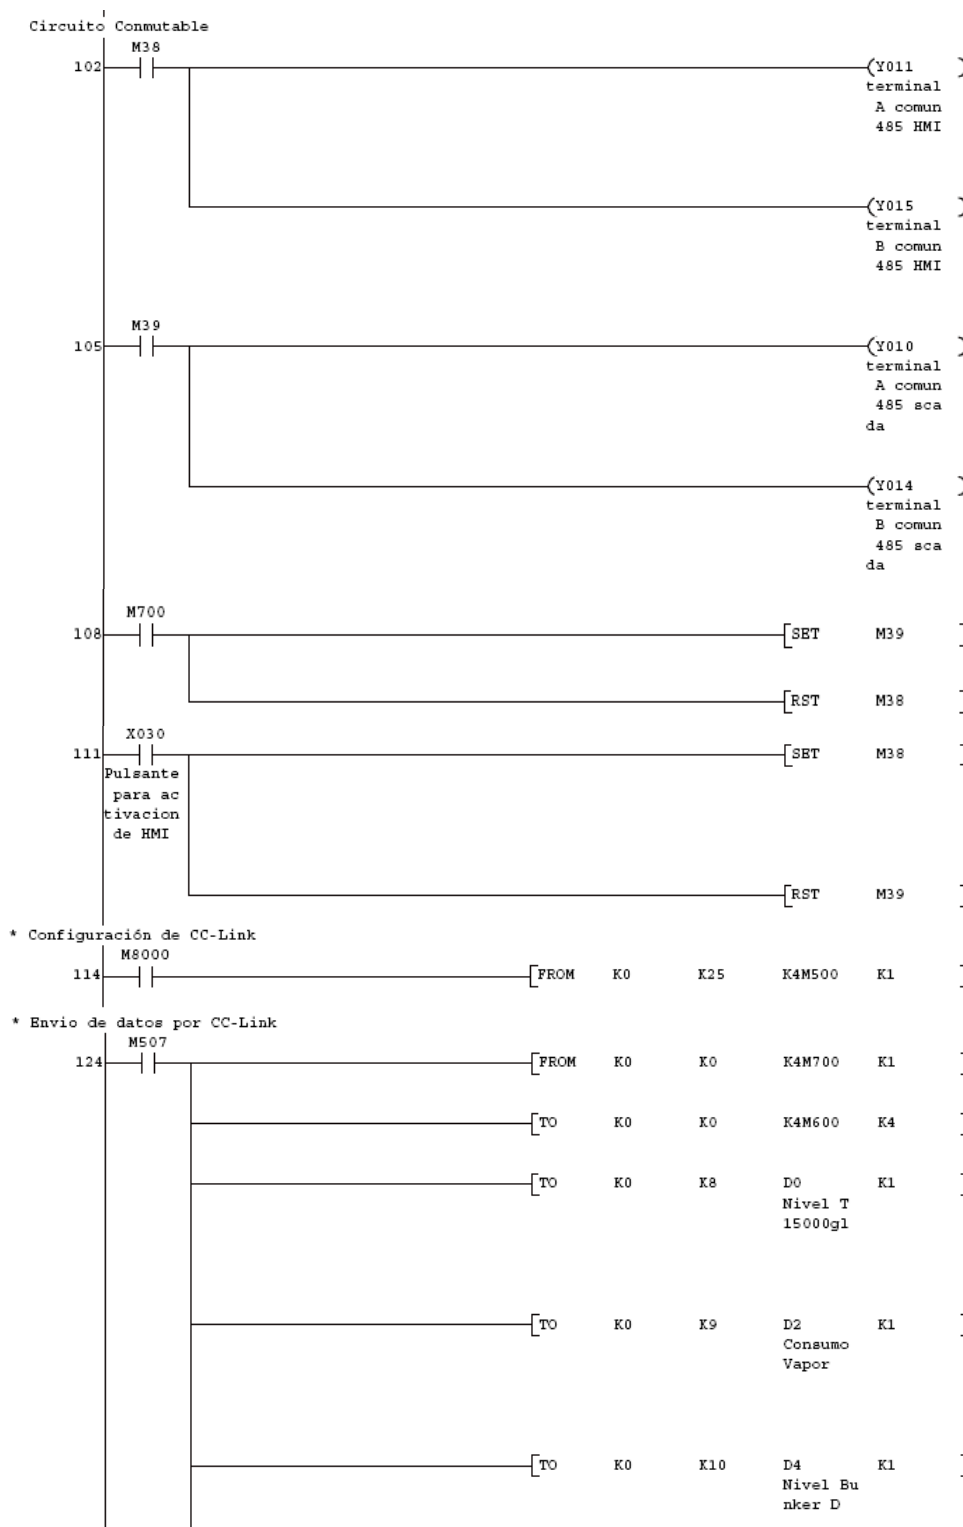 Circuito Conmutable
M38
102 (Y011 )
terminal
A comun
485 HMI
(Y015 )
terminal
B comun
485 HMI
M39
105 (Y010 )
terminal
A comun
485 sca
da
(Y014 )
terminal
B comun
485 sca
da
M700
108 [SET M39 ]
[RST M38 ]
X030
111 [SET M38 ]
Pulsante
para ac
tivacion
de HMI
[RST M39 ]
* Configuración de CC-Link
M8000
114 [FROM K0 K25 K4M500 K1 ]
* Envio de datos por CC-Link
M507
124 [FROM K0 K0 K4M700 K1 ]
[TO K0 K0 K4M600 K4 ]
[TO K0 K8 D0 K1 ]
Nivel T
15000gl
[TO K0 K9 D2 K1 ]
Consumo
Vapor
[TO K0 K10 D4 K1 ]
Nivel Bu
nker D